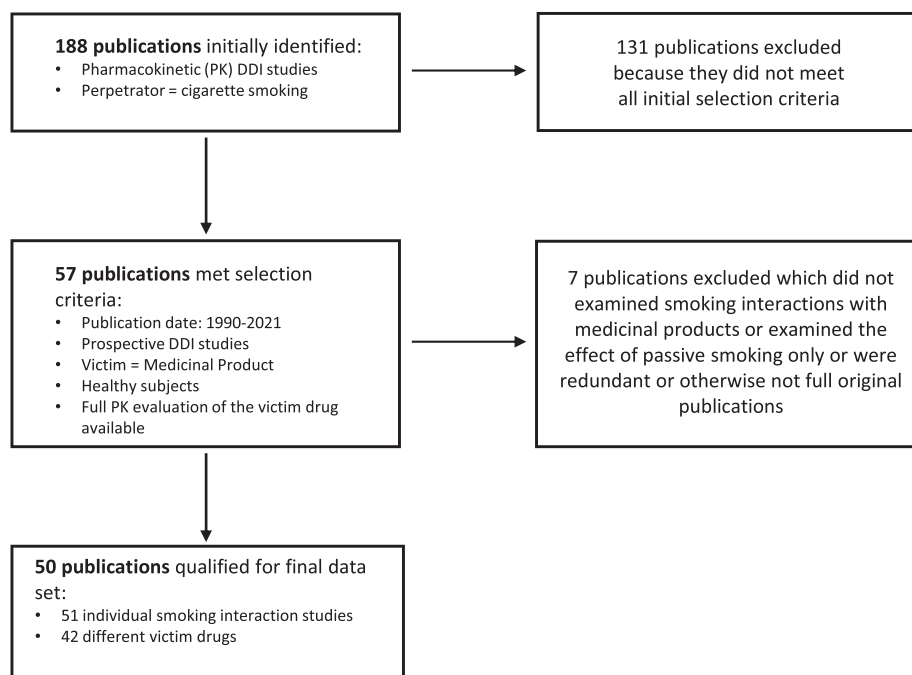 188 publications initially identified:
• Pharmacokinetic (PK) DDI studies
• Perpetrator = cigarette smoking
131 publications excluded
because they did not meet
all initial selection criteria
57 publications met selection
criteria:
• Publication date: 1990-2021
• Prospective DDI studies
• Victim = Medicinal Product
• Healthy subjects
• Full PK evaluation of the victim drug
available
7 publications excluded which did not
examined smoking interactions with
medicinal products or examined the
effect of passive smoking only or were
redundant or otherwise not full original
publications
50 publications qualified for final data
set:
• 51 individual smoking interaction studies
• 42 different victim drugs